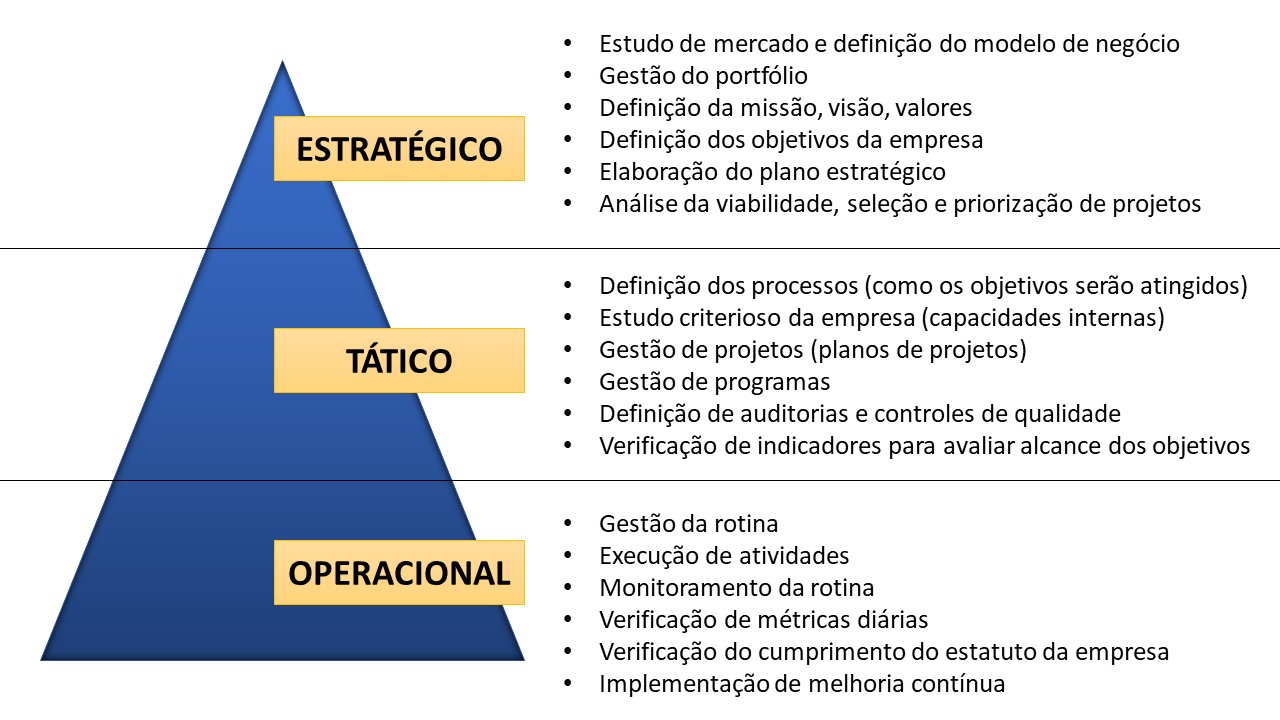 ESTRATÉGICO
• Estudo de mercado e definição do modelo de negócio
• Gestão do portfólio
• Definição da missão, visão, valores
• Definição dos objetivos da empresa
• Elaboração do plano estratégico
• Análise da viabilidade, seleção e priorização de projetos
TÁTICO
• Definição dos processos (como os objetivos serão atingidos)
• Estudo criterioso da empresa (capacidades internas)
• Gestão de projetos (planos de projetos)
• Gestão de programas
• Definição de auditorias e controles de qualidade
• Verificação de indicadores para avaliar alcance dos objetivos
OPERACIONAL
• Gestão da rotina
• Execução de atividades
• Monitoramento da rotina
• Verificação de métricas diárias
• Verificação do cumprimento do estatuto da empresa
• Implementação de melhoria contínua